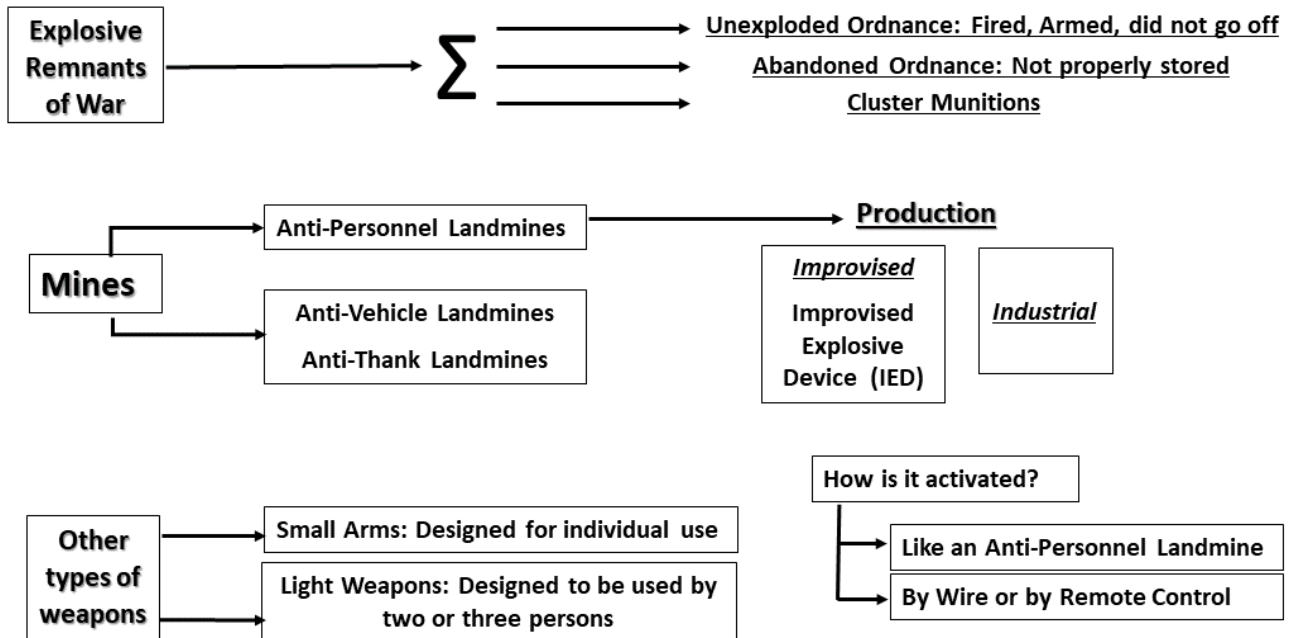 Explosive
Remnants
of War
Σ
Unexploded Ordnance: Fired, Armed, did not go off
Abandoned Ordnance: Not properly stored
Cluster Munitions
Mines
Anti-Personnel Landmines
Anti-Vehicle Landmines
Anti-Thank Landmines
Production
Improvised
Improvised
Explosive
Device (IED)
Industrial
Other
types of
weapons
Small Arms: Designed for individual use
Light Weapons: Designed to be used by
two or three persons
How is it activated?
Like an Anti-Personnel Landmine
By Wire or by Remote Control